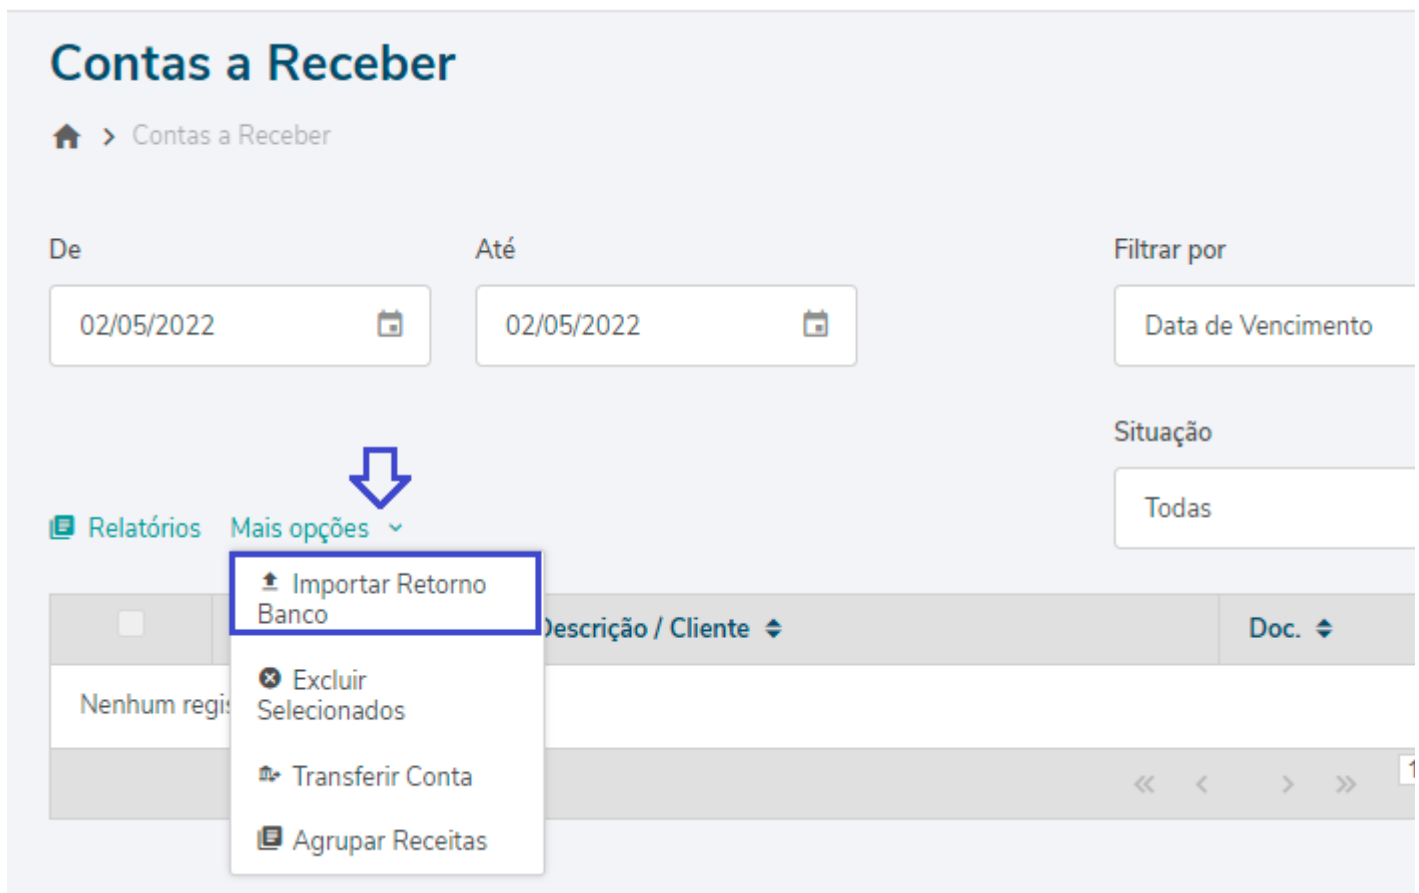 Contas a Receber
Contas a Receber
De
Até
Filtrar por
02/05/2022
02/05/2022
Data de Vencimento
Situação
Todas
Relatórios
Mais opções
Importar Retorno
Banco
Descrição / Cliente
Doc.
Excluir
Selecionados
Nenhum
Transferir Conta
Agrupar Receitas